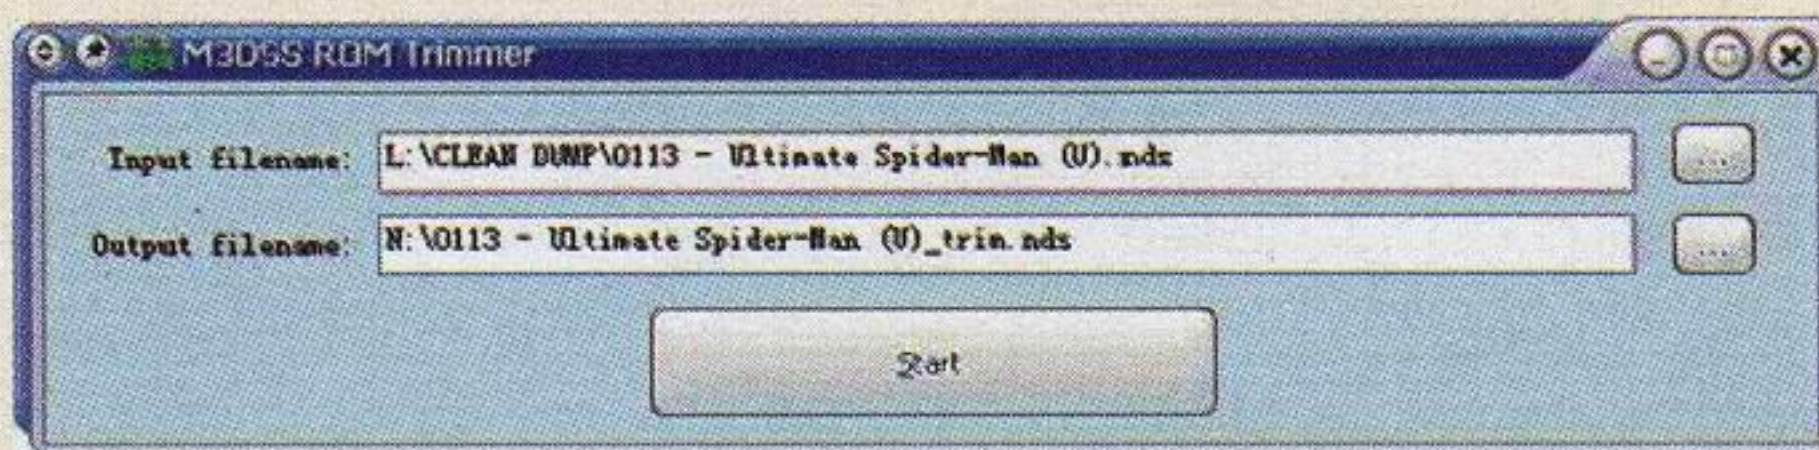 M3DSS ROM Trimmer
Input filename: L:\CLEAN DUMP\0113 - Ultimate Spider-Man (U).nds ...
Output filename: N:\0113 - Ultimate Spider-Man (U)_trim.nds ...
Start